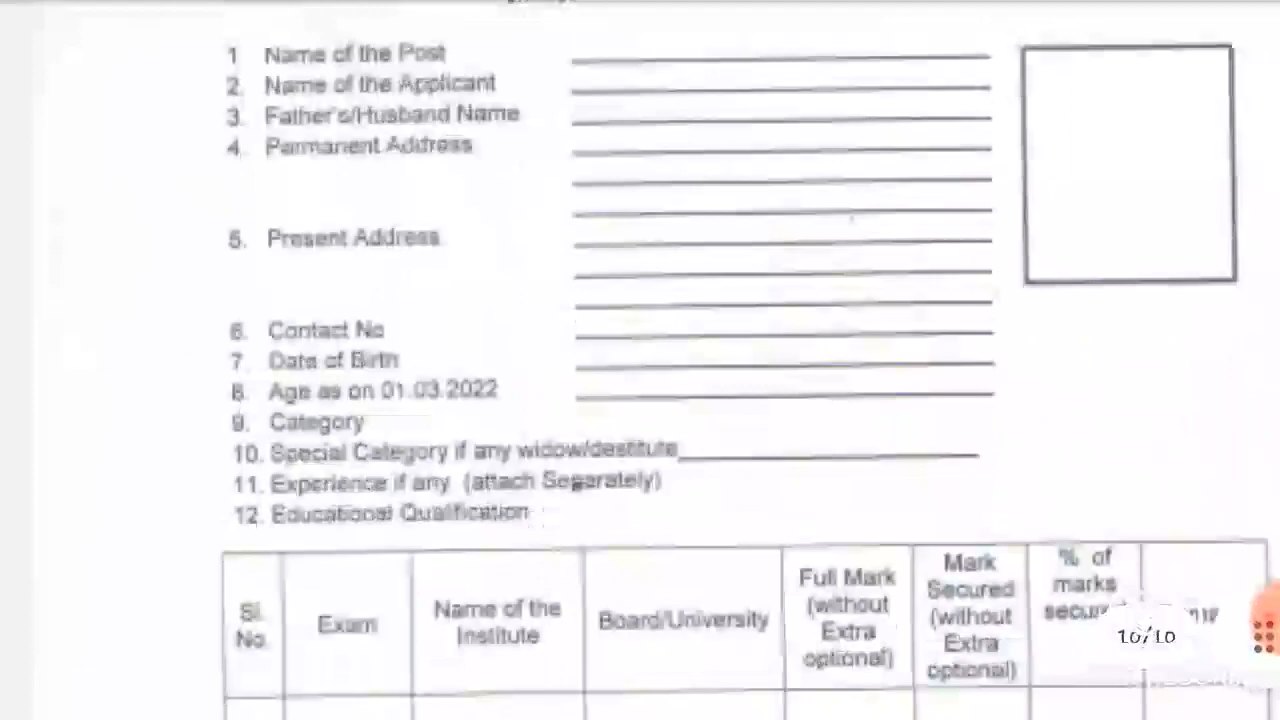 1 Name of the Post
2. Name of the Applicant
3. Father's/Husband Name
4. Permanent Address
5. Present Address
6. Contact No
7. Date of Birth
8. Age as on 01.03.2022
9. Category
10. Special Category if any widow/destitute
11. Experience if any (attach Separately)
12. Educational Qualification
Sl. No.
Exam
Name of the Institute
Board/University
Full Mark (without Extra optional)
Mark Secured (without Extra optional)
% of marks
10/10